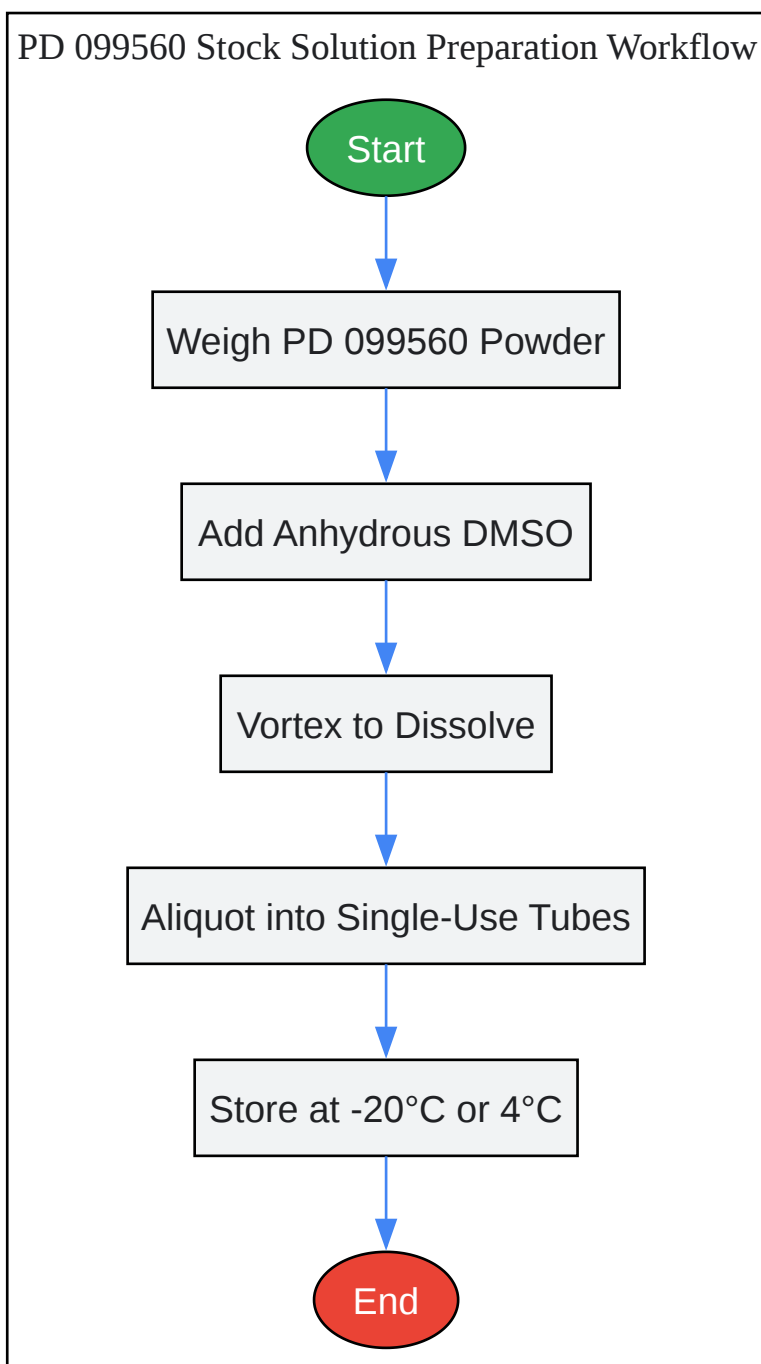 PD 099560 Stock Solution Preparation Workflow
Start
Weigh PD 099560 Powder
Add Anhydrous DMSO
Vortex to Dissolve
Aliquot into Single-Use Tubes
Store at -20°C or 4°C
End